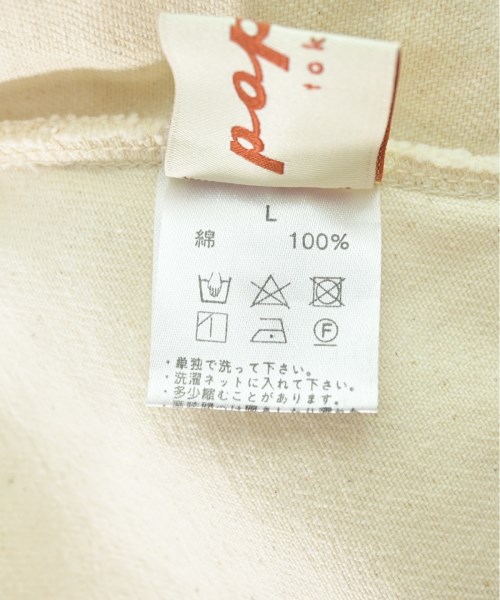 pap
tok
L
綿 100%
F
・単独で洗って下さい。
・洗濯ネットに入れて下さい。
・多少縮むことがあります。